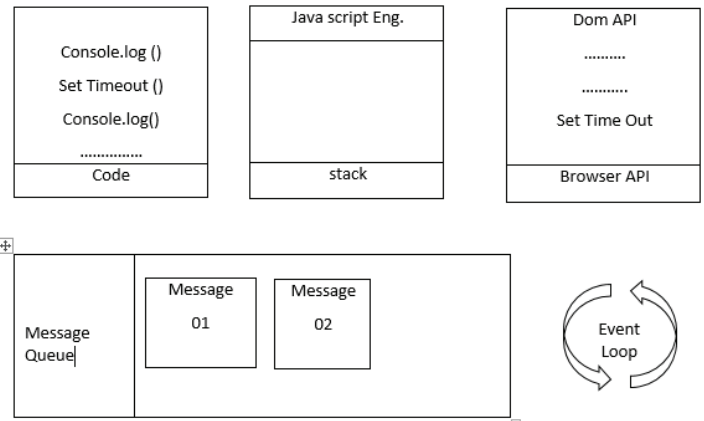 Console.log ()
Set Timeout ()
Console.log()
...............
Code
Java script Eng.
stack
Dom API
..........
...........
Set Time Out
Browser API
Message
Queue
Message
01
Message
02
Event
Loop